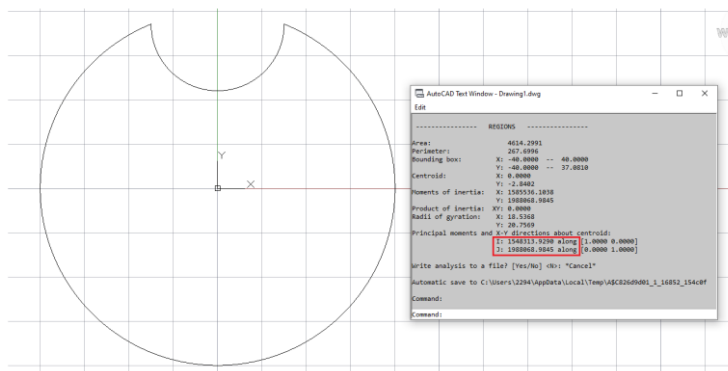 W
Y
X
AutoCAD Text Window - Drawing1.dwg
Edit
---------------- REGIONS ----------------
Area: 4614.2991
Perimeter: 267.6996
Bounding box: X: -40.0000 -- 40.0000
Y: -40.0000 -- 37.0810
Centroid: X: 0.0000
Y: -2.8402
Moments of inertia: X: 1585536.1038
Y: 1988068.9845
Product of inertia: XY: 0.0000
Radii of gyration: X: 18.5368
Y: 20.7569
Principal moments and X-Y directions about centroid:
I: 1548313.9290 along [1.0000 0.0000]
J: 1988068.9845 along [0.0000 1.0000]
Write analysis to a file? [Yes/No] <N>: *Cancel*
Automatic save to C:\Users\2294\AppData\Local\Temp\A$C826d9d01_1_16852_154c0f
Command:
Command: